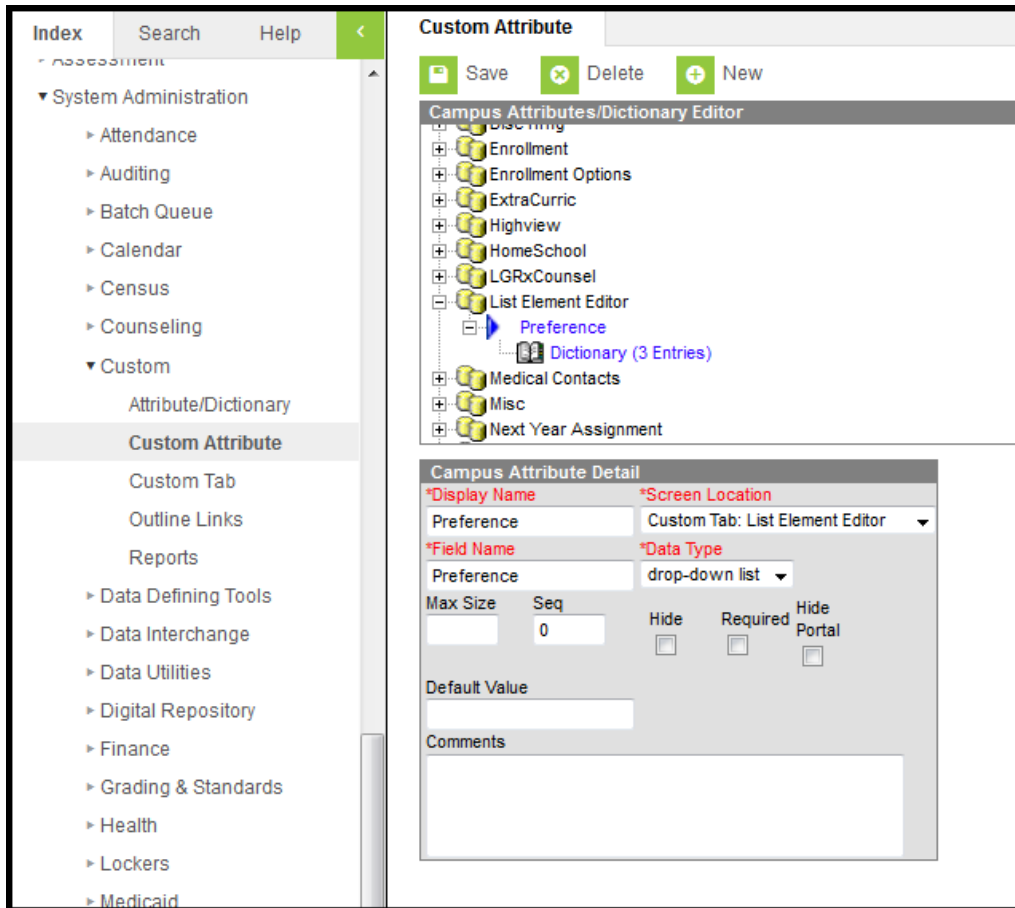 Index Search Help
Assessment
System Administration
Attendance
Auditing
Batch Queue
Calendar
Census
Counseling
Custom
Attribute/Dictionary
Custom Attribute
Custom Tab
Outline Links
Reports
Data Defining Tools
Data Interchange
Data Utilities
Digital Repository
Finance
Grading & Standards
Health
Lockers
Medicaid
Custom Attribute
Save Delete New
Campus Attributes/Dictionary Editor
Enrollment
Enrollment Options
ExtraCurric
Highview
HomeSchool
LGRxCounsel
List Element Editor
Preference
Dictionary (3 Entries)
Medical Contacts
Misc
Next Year Assignment
Campus Attribute Detail
*Display Name *Screen Location
Preference Custom Tab: List Element Editor
*Field Name *Data Type
Preference drop-down list
Max Size Seq Hide Required Hide Portal
0
Default Value
Comments